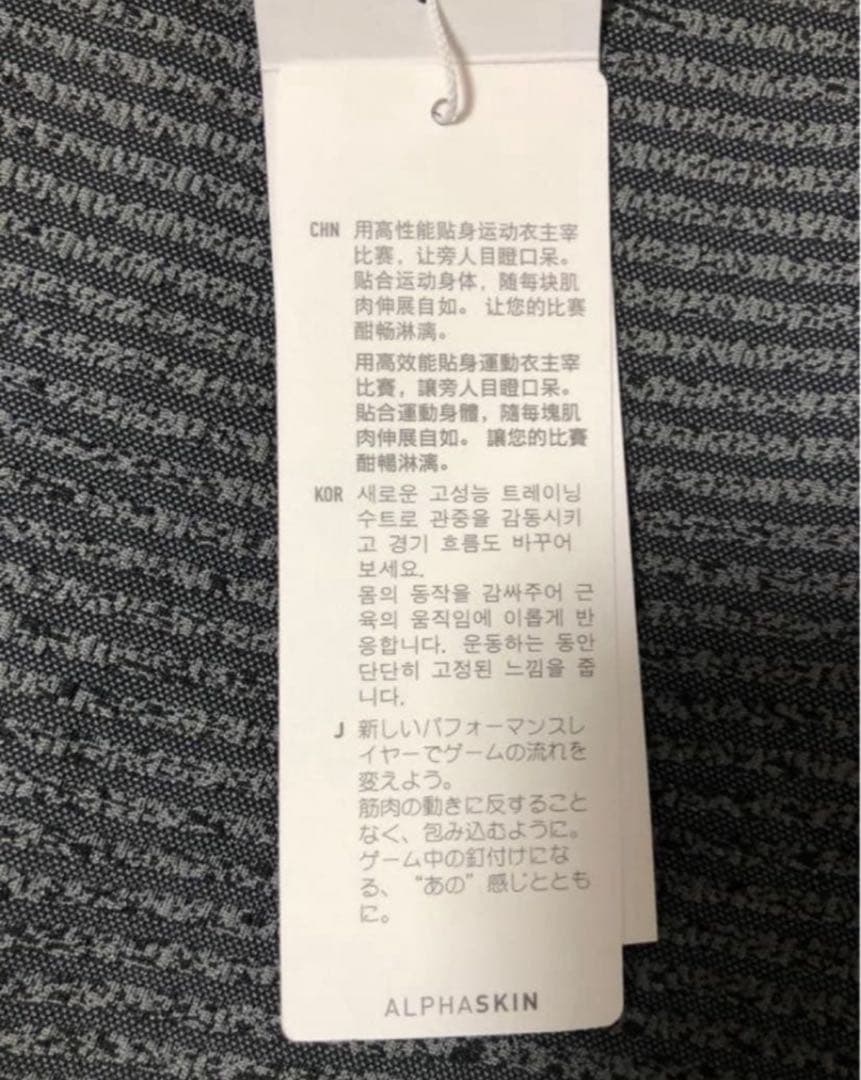 CHN 用高性能贴身运动衣主宰
比赛，让旁人目瞪口呆。
贴合运动身体，随每块肌
肉伸展自如。 让您的比赛
酣畅淋漓。
用高效能貼身運動衣主宰
比賽，讓旁人目瞪口呆。
貼合運動身體，隨每塊肌
肉伸展自如。 讓您的比賽
酣暢淋漓。
KOR 새로운 고성능 트레이닝
수트로 관중을 감동시키
고 경기 흐름도 바꾸어
보세요.
몸의 동작을 감싸주어 근
육의 움직임에 이롭게 반
응합니다. 운동하는 동안
단단히 고정된 느낌을 줍
니다.
J 新しいパフォーマンスレ
イヤーでゲームの流れを
変えよう。
筋肉の動きに反すること
なく、包み込むように。
ゲーム中の釘付けにな
る、“あの”感じととも
に。
ALPHASKIN